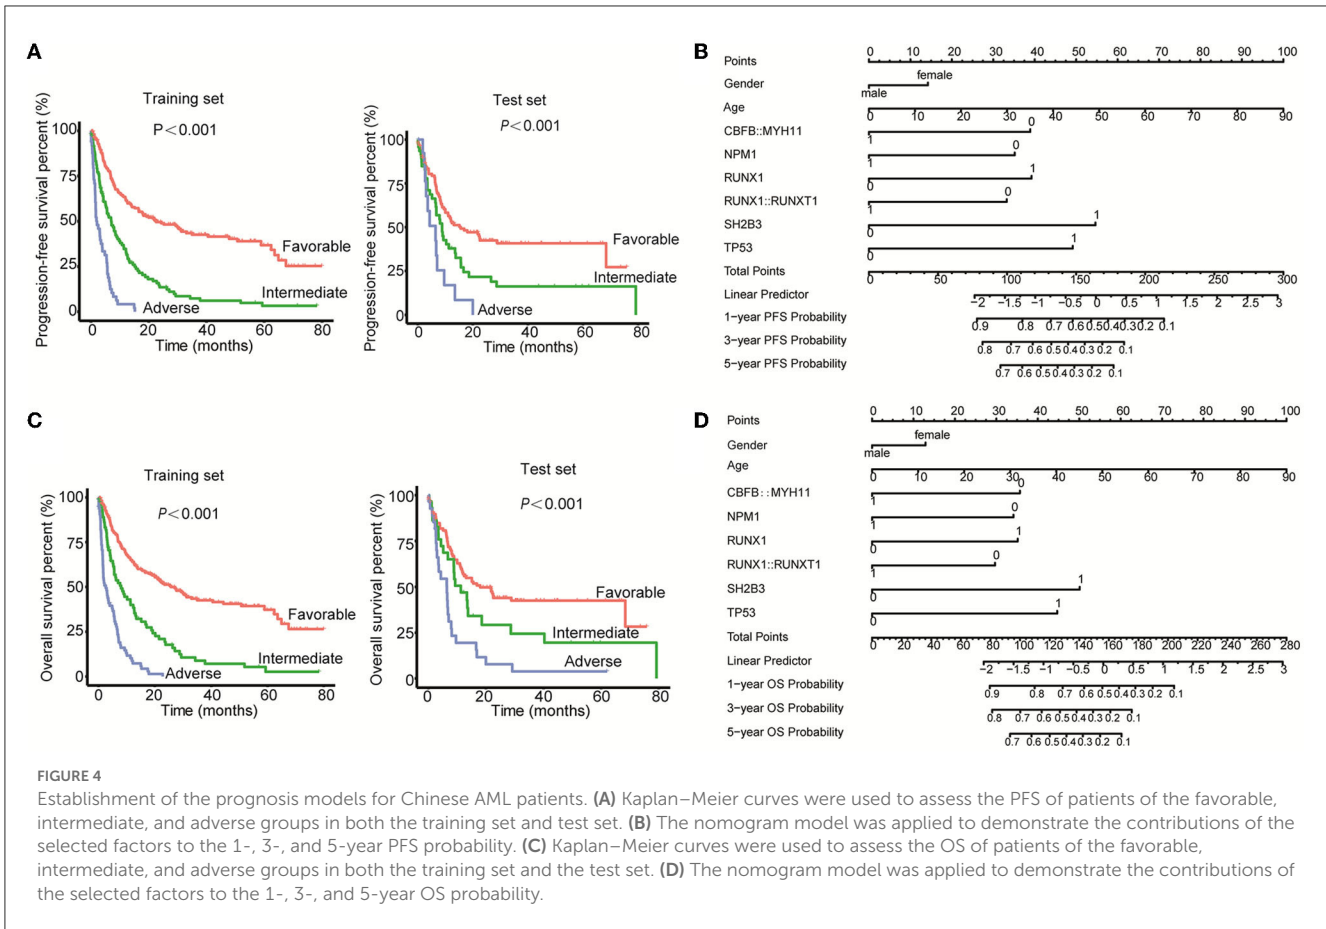 A
Training set
P<0.001
Progression-free survival percent (%)
100
75
50
25
0
Favorable
Intermediate
Adverse
0 20 40 60 80
Time (months)
Test set
P<0.001
Progression-free survival percent (%)
100
75
50
25
0
Favorable
Intermediate
Adverse
0 20 40 60 80
Time (months)
B
Points
0 10 20 30 40 50 60 70 80 90 100
Gender
female
male
Age
0 10 20 30 40 50 60 70 80 90
CBFB::MYH11
0
1
NPM1
0
1
RUNX1
1
0
RUNX1::RUNXT1
0
1
SH2B3
1
0
TP53
1
0
Total Points
0 50 100 150 200 250 300
Linear Predictor
−2 −1.5 −1 −0.5 0 0.5 1 1.5 2 2.5 3
1−year PFS Probability
0.9 0.8 0.7 0.6 0.5 0.4 0.3 0.2 0.1
3−year PFS Probability
0.8 0.7 0.6 0.5 0.4 0.3 0.2 0.1
5−year PFS Probability
0.7 0.6 0.5 0.4 0.3 0.2 0.1
C
Training set
P<0.001
Overall survival percent (%)
100
75
50
25
0
Favorable
Intermediate
Adverse
0 20 40 60 80
Time (months)
Test set
P<0.001
Overall survival percent (%)
100
75
50
25
0
Favorable
Intermediate
Adverse
0 20 40 60 80
Time (months)
D
Points
0 10 20 30 40 50 60 70 80 90 100
Gender
female
male
Age
0 10 20 30 40 50 60 70 80 90
CBFB::MYH11
0
1
NPM1
0
1
RUNX1
1
0
RUNX1::RUNXT1
0
1
SH2B3
1
0
TP53
1
0
Total Points
0 20 40 60 80 100 120 140 160 180 200 220 240 260 280
Linear Predictor
−2 −1.5 −1 −0.5 0 0.5 1 1.5 2 2.5 3
1−year OS Probability
0.9 0.8 0.7 0.6 0.5 0.4 0.3 0.2 0.1
3−year OS Probability
0.8 0.7 0.6 0.5 0.4 0.3 0.2 0.1
5−year OS Probability
0.7 0.6 0.5 0.4 0.3 0.2 0.1
FIGURE 4
Establishment of the prognosis models for Chinese AML patients. (A) Kaplan–Meier curves were used to assess the PFS of patients of the favorable,
intermediate, and adverse groups in both the training set and test set. (B) The nomogram model was applied to demonstrate the contributions of the
selected factors to the 1-, 3-, and 5-year PFS probability. (C) Kaplan–Meier curves were used to assess the OS of patients of the favorable,
intermediate, and adverse groups in both the training set and the test set. (D) The nomogram model was applied to demonstrate the contributions of
the selected factors to the 1-, 3-, and 5-year OS probability.